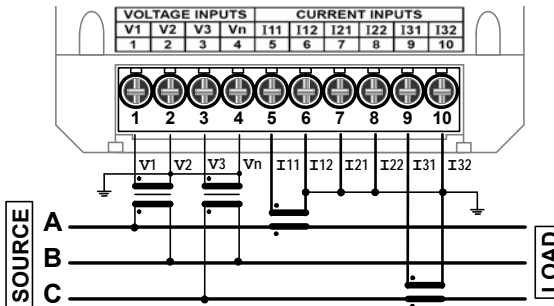 VOLTAGE INPUTS CURRENT INPUTS
V1 V2 V3 Vn I11 I12 I21 I22 I31 I32
1 2 3 4 5 6 7 8 9 10
1 2 3 4 5 6 7 8 9 10
V1 V2 V3 Vn I11 I12 I21 I22 I31 I32
SOURCE
A
B
C
LOAD